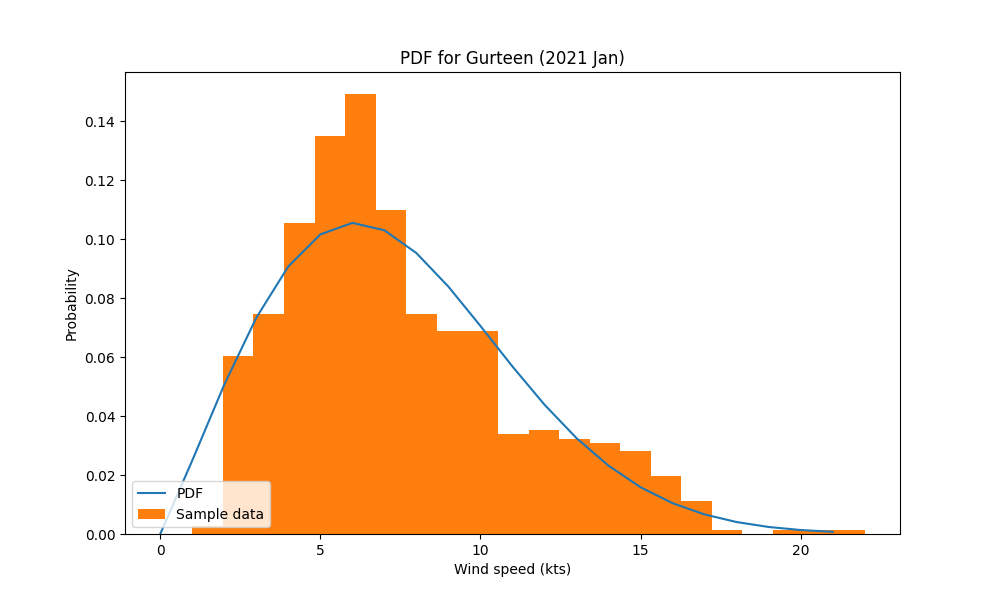 PDF for Gurteen (2021 Jan)
0.14
0.12
0.10
0.08
0.06
0.04
0.02
0.00
Probability
PDF
Sample data
0 5 10 15 20
Wind speed (kts)